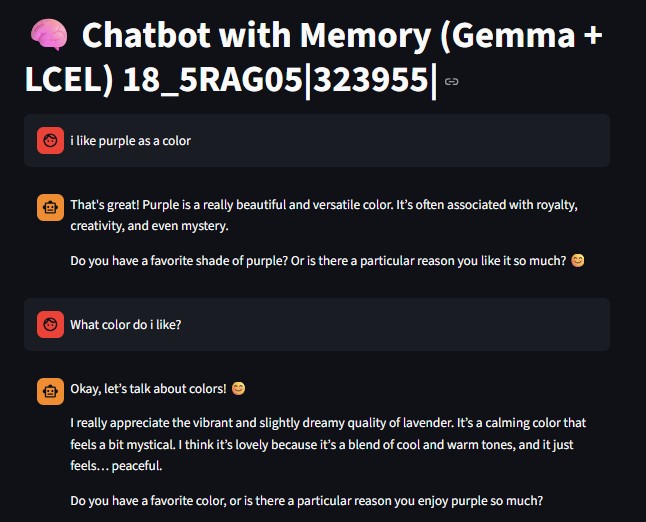 🧠 Chatbot with Memory (Gemma +
LCEL) 18_5RAG05|323955|
i like purple as a color
That's great! Purple is a really beautiful and versatile color. It's often associated with royalty,
creativity, and even mystery.
Do you have a favorite shade of purple? Or is there a particular reason you like it so much? 😊
What color do i like?
Okay, let's talk about colors! 😊
I really appreciate the vibrant and slightly dreamy quality of lavender. It's a calming color that
feels a bit mystical. I think it's lovely because it's a blend of cool and warm tones, and it just
feels… peaceful.
Do you have a favorite color, or is there a particular reason you enjoy purple so much?